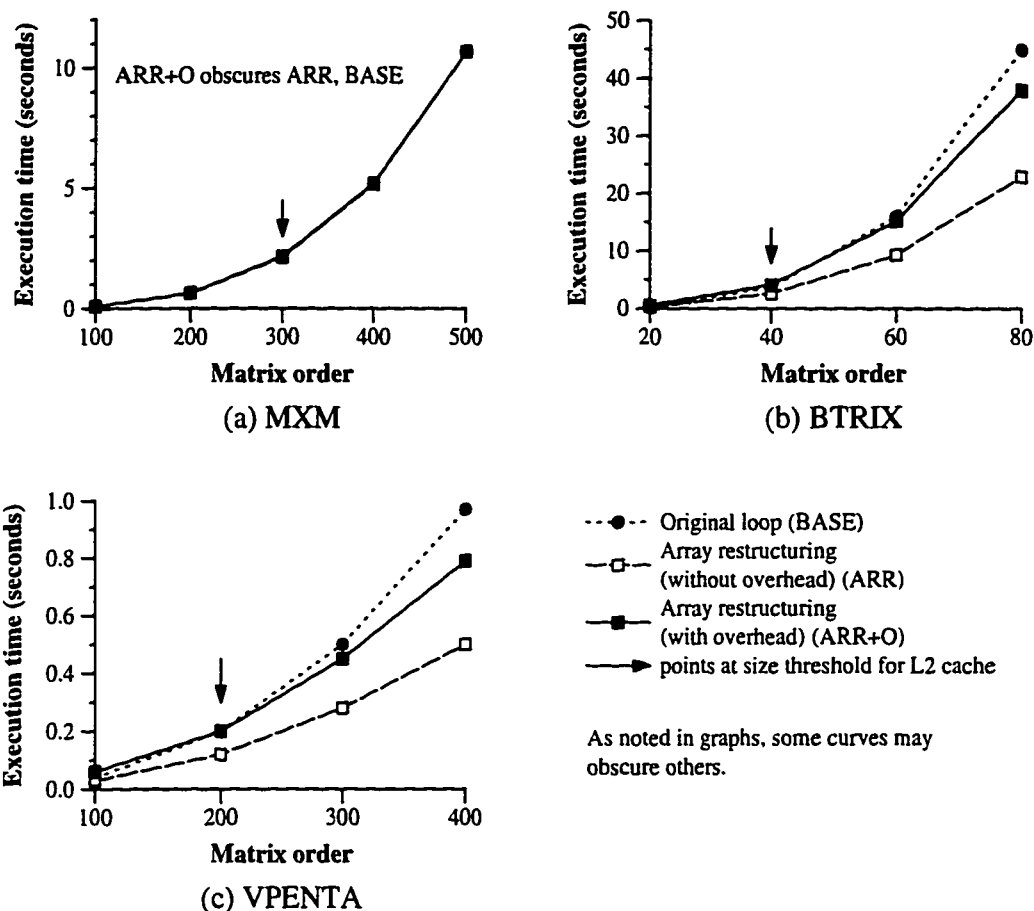 Execution time (seconds)
10
5
0
ARR+O obscures ARR, BASE
100 200 300 400 500
Matrix order
(a) MXM
Execution time (seconds)
50
40
30
20
10
0
20 40 60 80
Matrix order
(b) BTRIX
Execution time (seconds)
1.0
0.8
0.6
0.4
0.2
0.0
100 200 300 400
Matrix order
(c) VPENTA
Original loop (BASE)
Array restructuring
(without overhead) (ARR)
Array restructuring
(with overhead) (ARR+O)
points at size threshold for L2 cache
As noted in graphs, some curves may
obscure others.